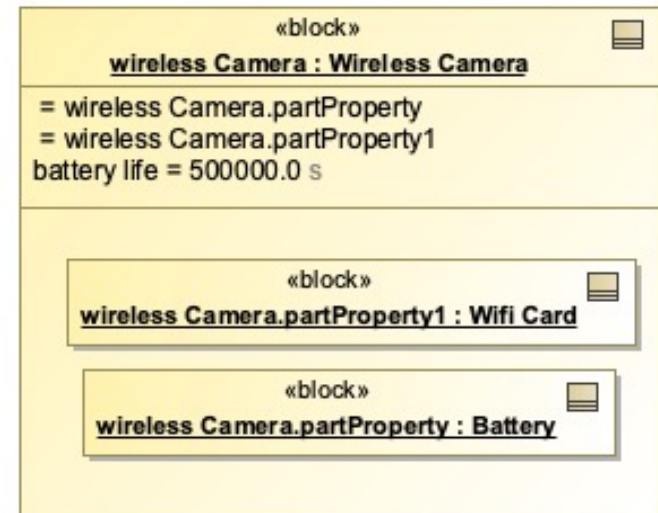 «block»
wireless Camera : Wireless Camera
= wireless Camera.partProperty
= wireless Camera.partProperty1
battery life = 500000.0 s
«block»
wireless Camera.partProperty1 : Wifi Card
«block»
wireless Camera.partProperty : Battery